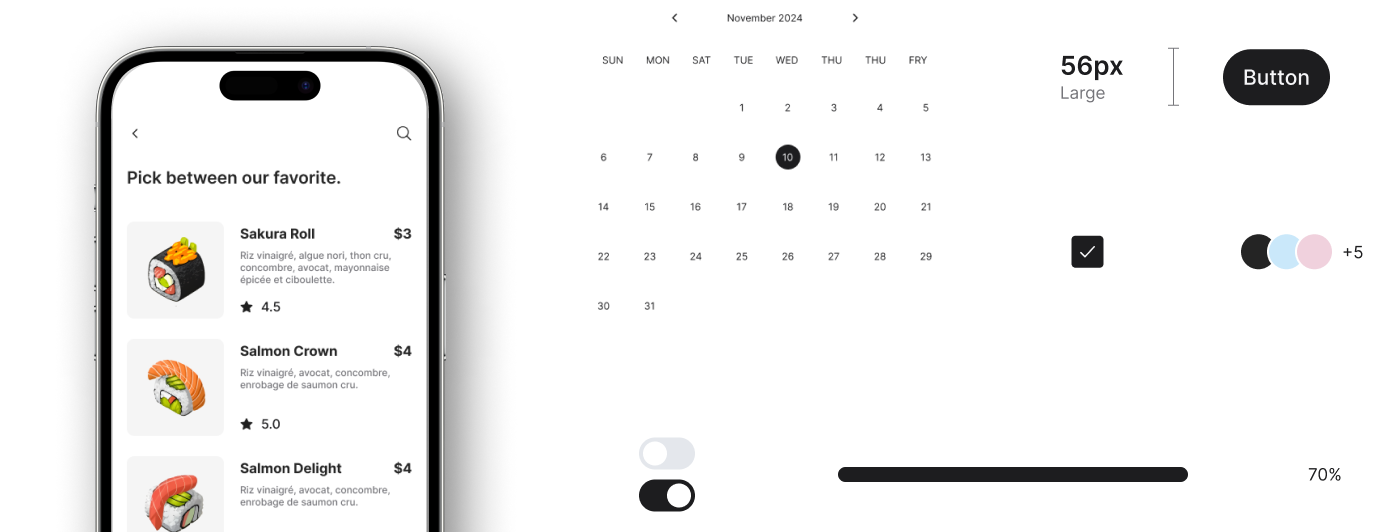 Pick between our favorite.
Sakura Roll $3
Riz vinaigré, algue nori, thon cru,
concombre, avocat, mayonnaise
épicée et ciboulette.
4.5
Salmon Crown $4
Riz vinaigré, avocat, concombre,
enrobage de saumon cru.
5.0
Salmon Delight $4
Riz vinaigré, avocat, concombre,
enrobage de saumon cru.
November 2024
SUN MON SAT TUE WED THU THU FRY
1 2 3 4 5
6 7 8 9 10 11 12 13
14 15 16 17 18 19 20 21
22 23 24 25 26 27 28 29
30 31
56px
Large
Button
+5
70%